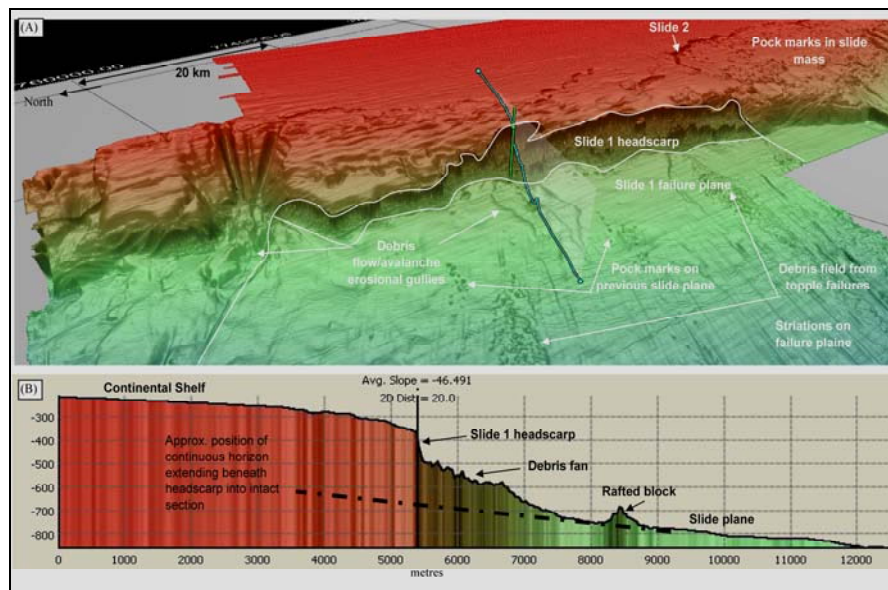 (A)
Slide 2
Pock marks in slide
mass
20 km
North
Slide 1 headscarp
Slide 1 failure plane
Debris
flow/avalanche
erosional gullies
Pock marks on
previous slide plane
Debris field from
topple failures
Striations on
failure plaine
(B)
Continental Shelf
Avg. Slope = -46.491
2D Dist = 20.0
Slide 1 headscarp
Approx. position of
continuous horizon
extending beneath
headscarp into intact
section
Debris fan
Rafted block
Slide plane
-300
-400
-500
-600
-700
-800
0 1000 2000 3000 4000 5000 6000 7000 8000 9000 10000 11000 12000
metres